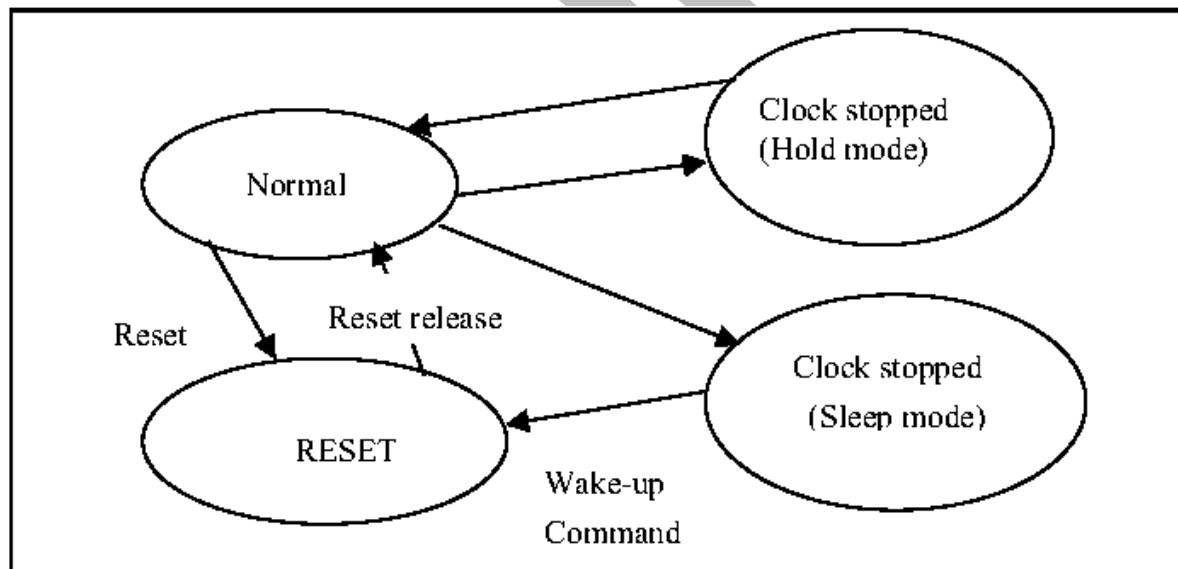 Clock stopped
(Hold mode)
Normal
Reset release
Reset
Clock stopped
(Sleep mode)
RESET
Wake-up
Command